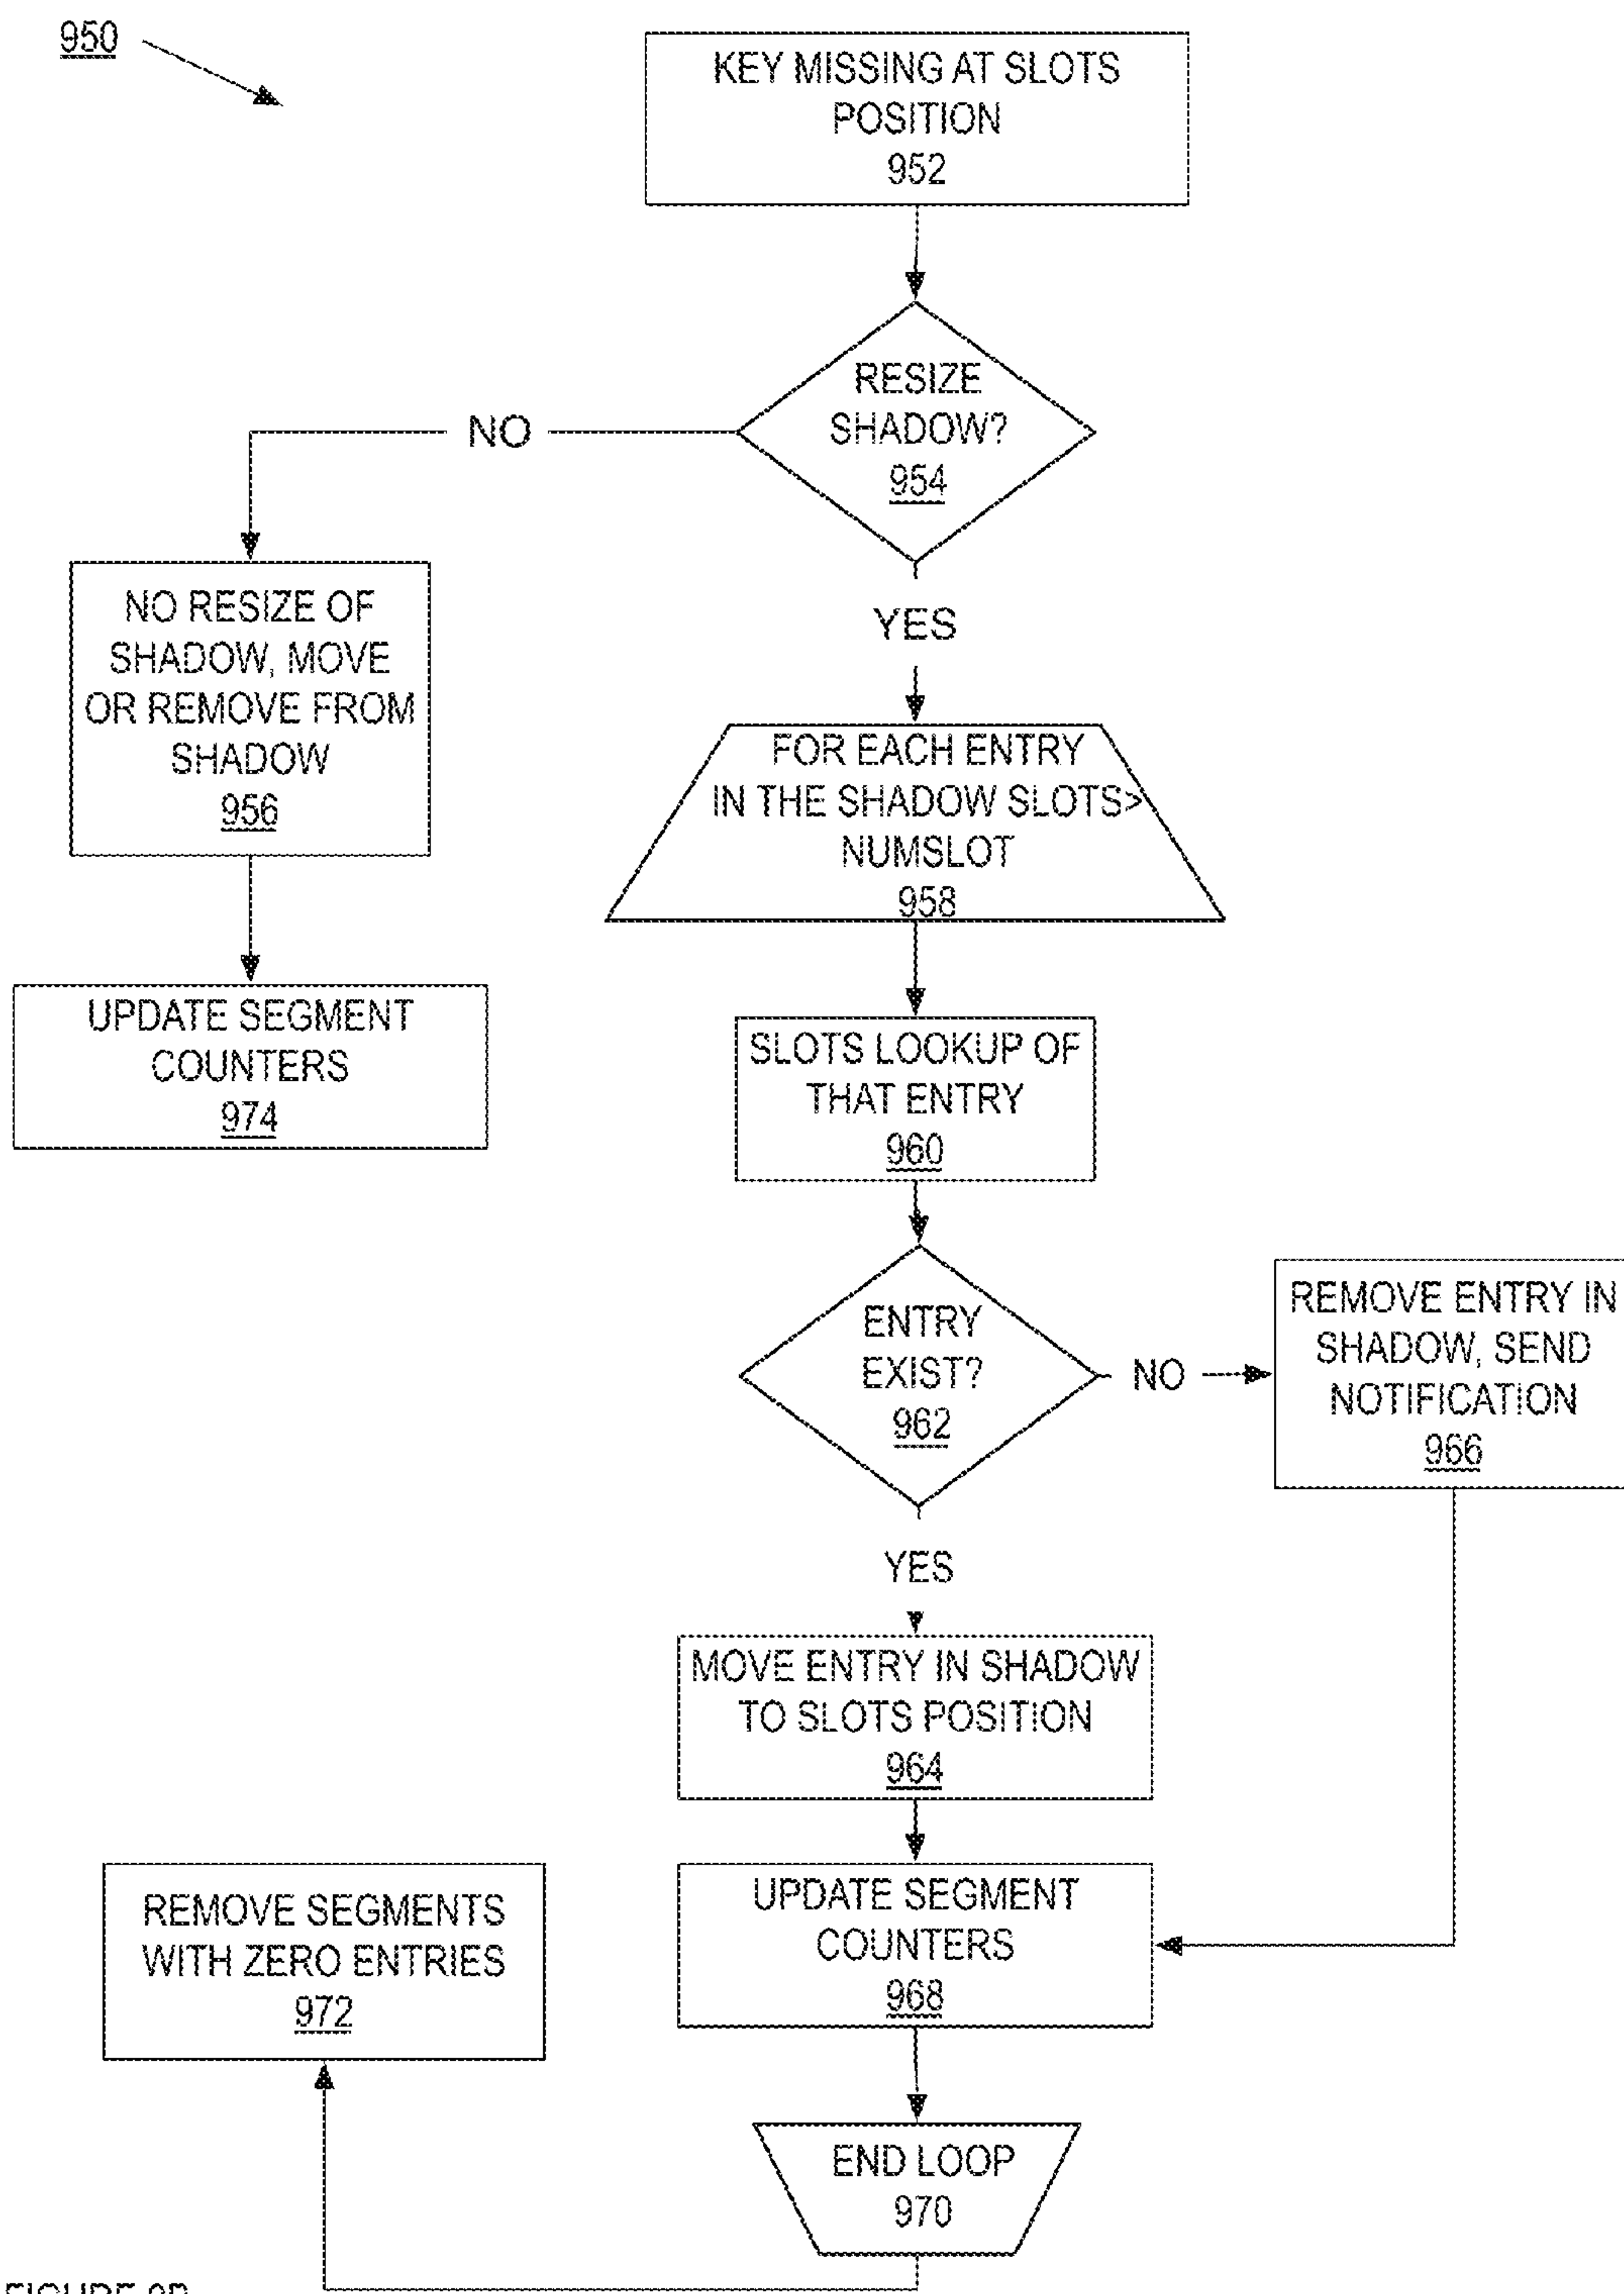 950
KEY MISSING AT SLOTS
POSITION
952
RESIZE
SHADOW?
954
NO
YES
NO RESIZE OF
SHADOW, MOVE
OR REMOVE FROM
SHADOW
956
UPDATE SEGMENT
COUNTERS
974
FOR EACH ENTRY
IN THE SHADOW SLOTS>
NUMSLOT
958
SLOTS LOOKUP OF
THAT ENTRY
960
ENTRY
EXIST?
962
NO
REMOVE ENTRY IN
SHADOW, SEND
NOTIFICATION
966
YES
MOVE ENTRY IN SHADOW
TO SLOTS POSITION
964
UPDATE SEGMENT
COUNTERS
968
REMOVE SEGMENTS
WITH ZERO ENTRIES
972
END LOOP
970